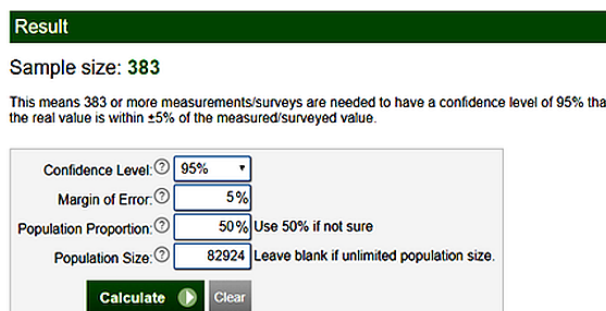 Result
Sample size: 383
This means 383 or more measurements/surveys are needed to have a confidence level of 95% tha
the real value is within ±5% of the measured/surveyed value.
Confidence Level: ? 95%
Margin of Error: ? 5%
Population Proportion: ? 50% Use 50% if not sure
Population Size: ? 82924 Leave blank if unlimited population size.
Calculate Clear